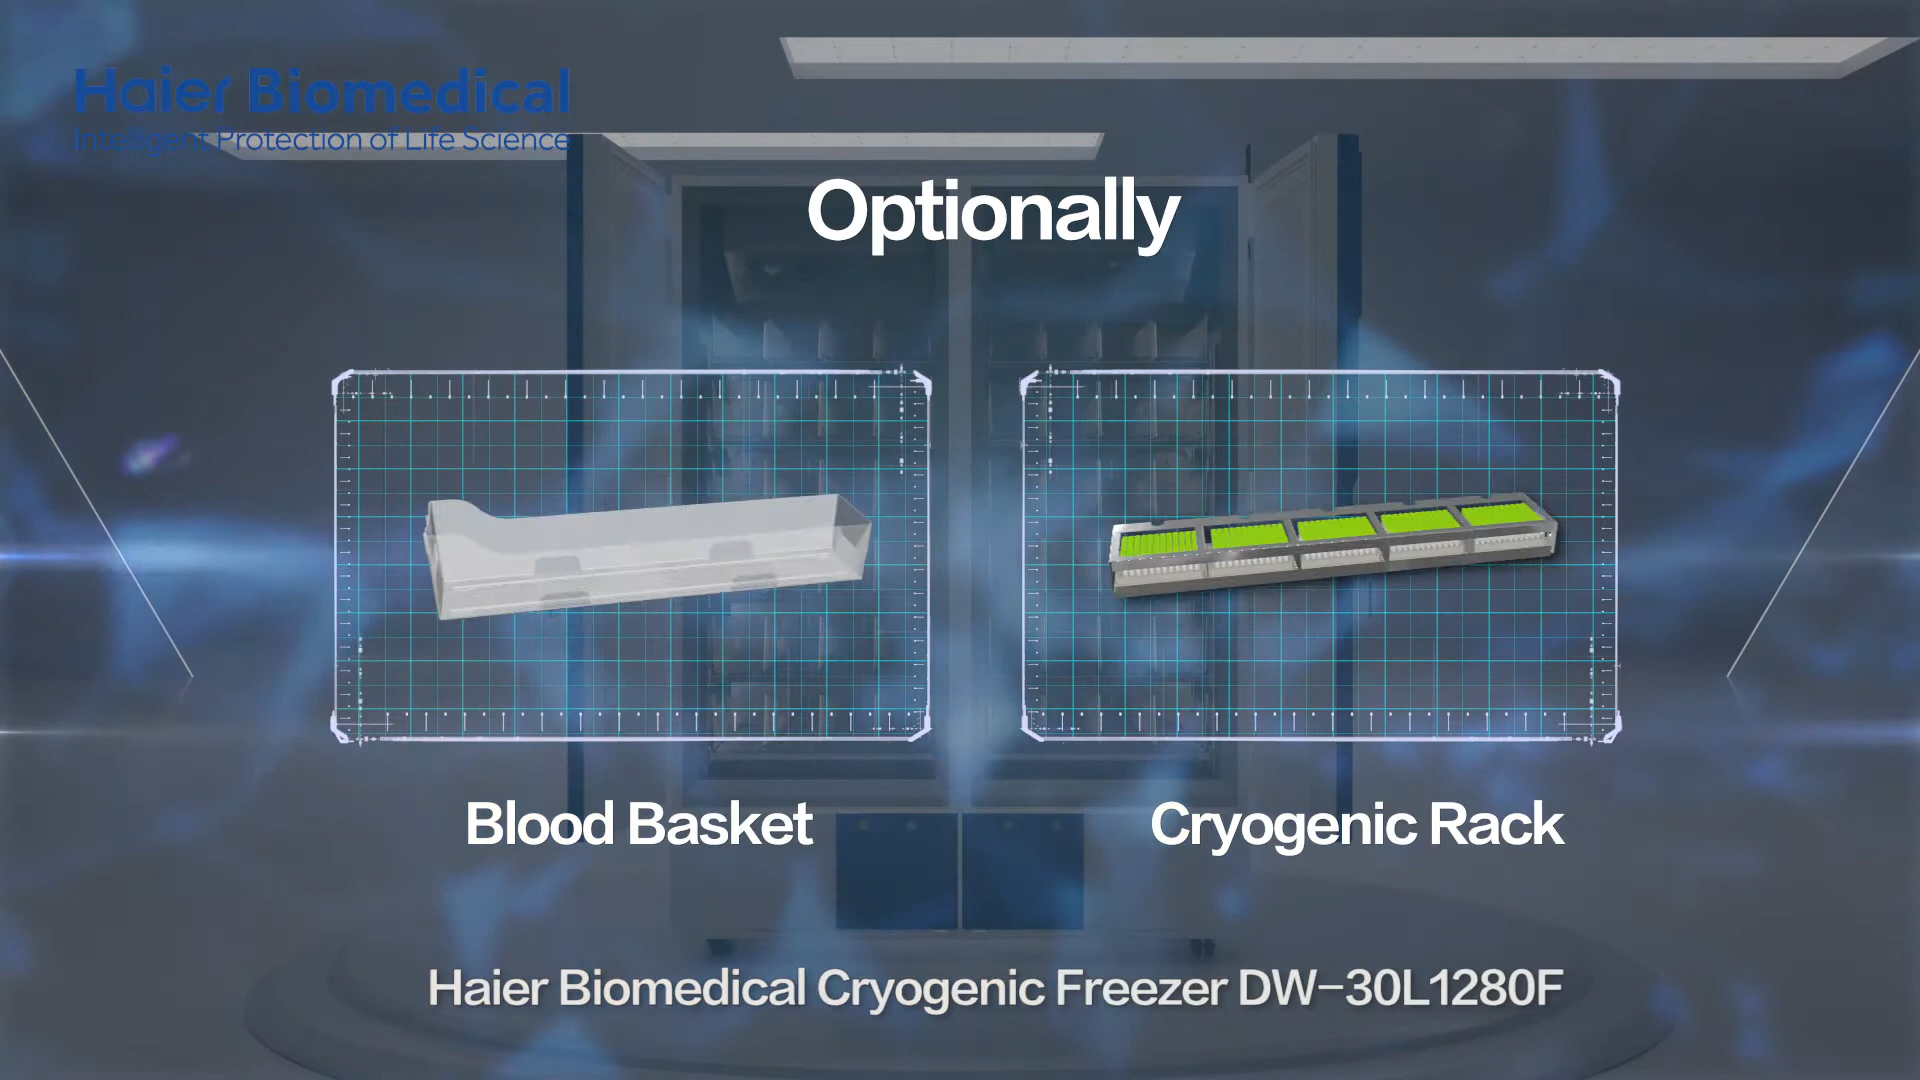 Haier Biomedical
Intelligent Protection of Life Science
Optionally
Blood Basket
Cryogenic Rack
Haier Biomedical Cryogenic Freezer DW-30L1280F